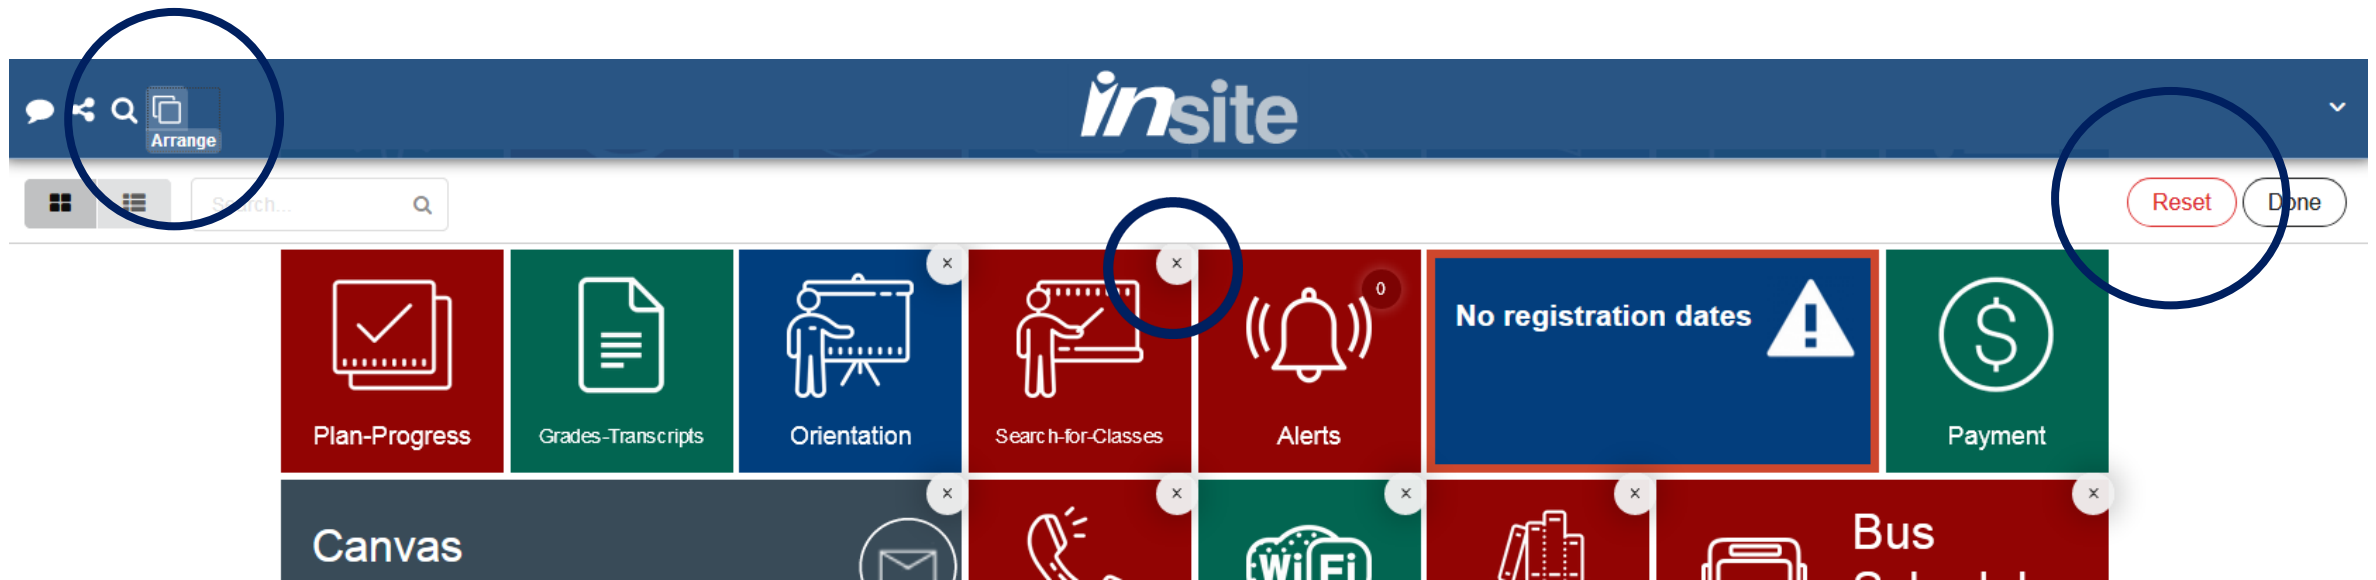 insite
Arrange
Search...
Reset
Done
x
x
0
No registration dates
Plan-Progress
Grades-Transcripts
Orientation
Search-for-Classes
Alerts
Payment
x
x
x
x
x
Canvas
WiFi
Bus